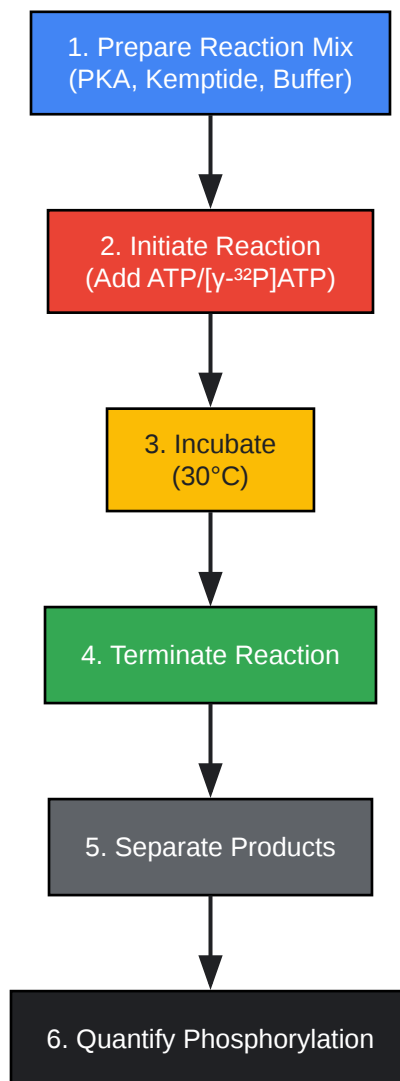 1. Prepare Reaction Mix
(PKA, Kemptide, Buffer)
2. Initiate Reaction
(Add ATP/[γ-³²P]ATP)
3. Incubate
(30°C)
4. Terminate Reaction
5. Separate Products
6. Quantify Phosphorylation